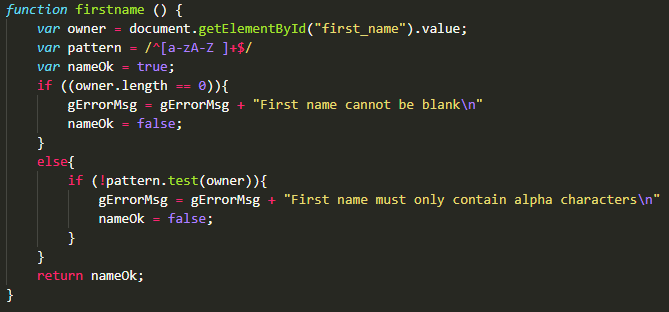 function firstname () {
    var owner = document.getElementById("first_name").value;
    var pattern = /^[a-zA-Z ]+$/
    var nameOk = true;
    if ((owner.length == 0)){
        gErrorMsg = gErrorMsg + "First name cannot be blank\n"
        nameOk = false;
    }
    else{
        if (!pattern.test(owner)){
            gErrorMsg = gErrorMsg + "First name must only contain alpha characters\n"
            nameOk = false;
        }
    }
    return nameOk;
}